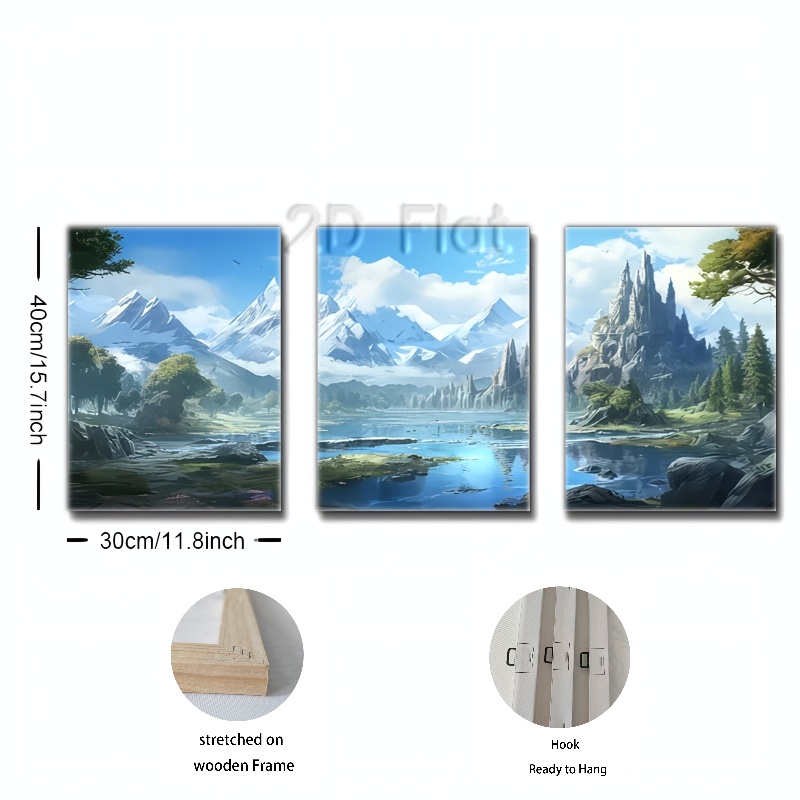 2D Flat
40cm/15.7inch
30cm/11.8inch
stretched on
wooden Frame
Hook
Ready to Hang